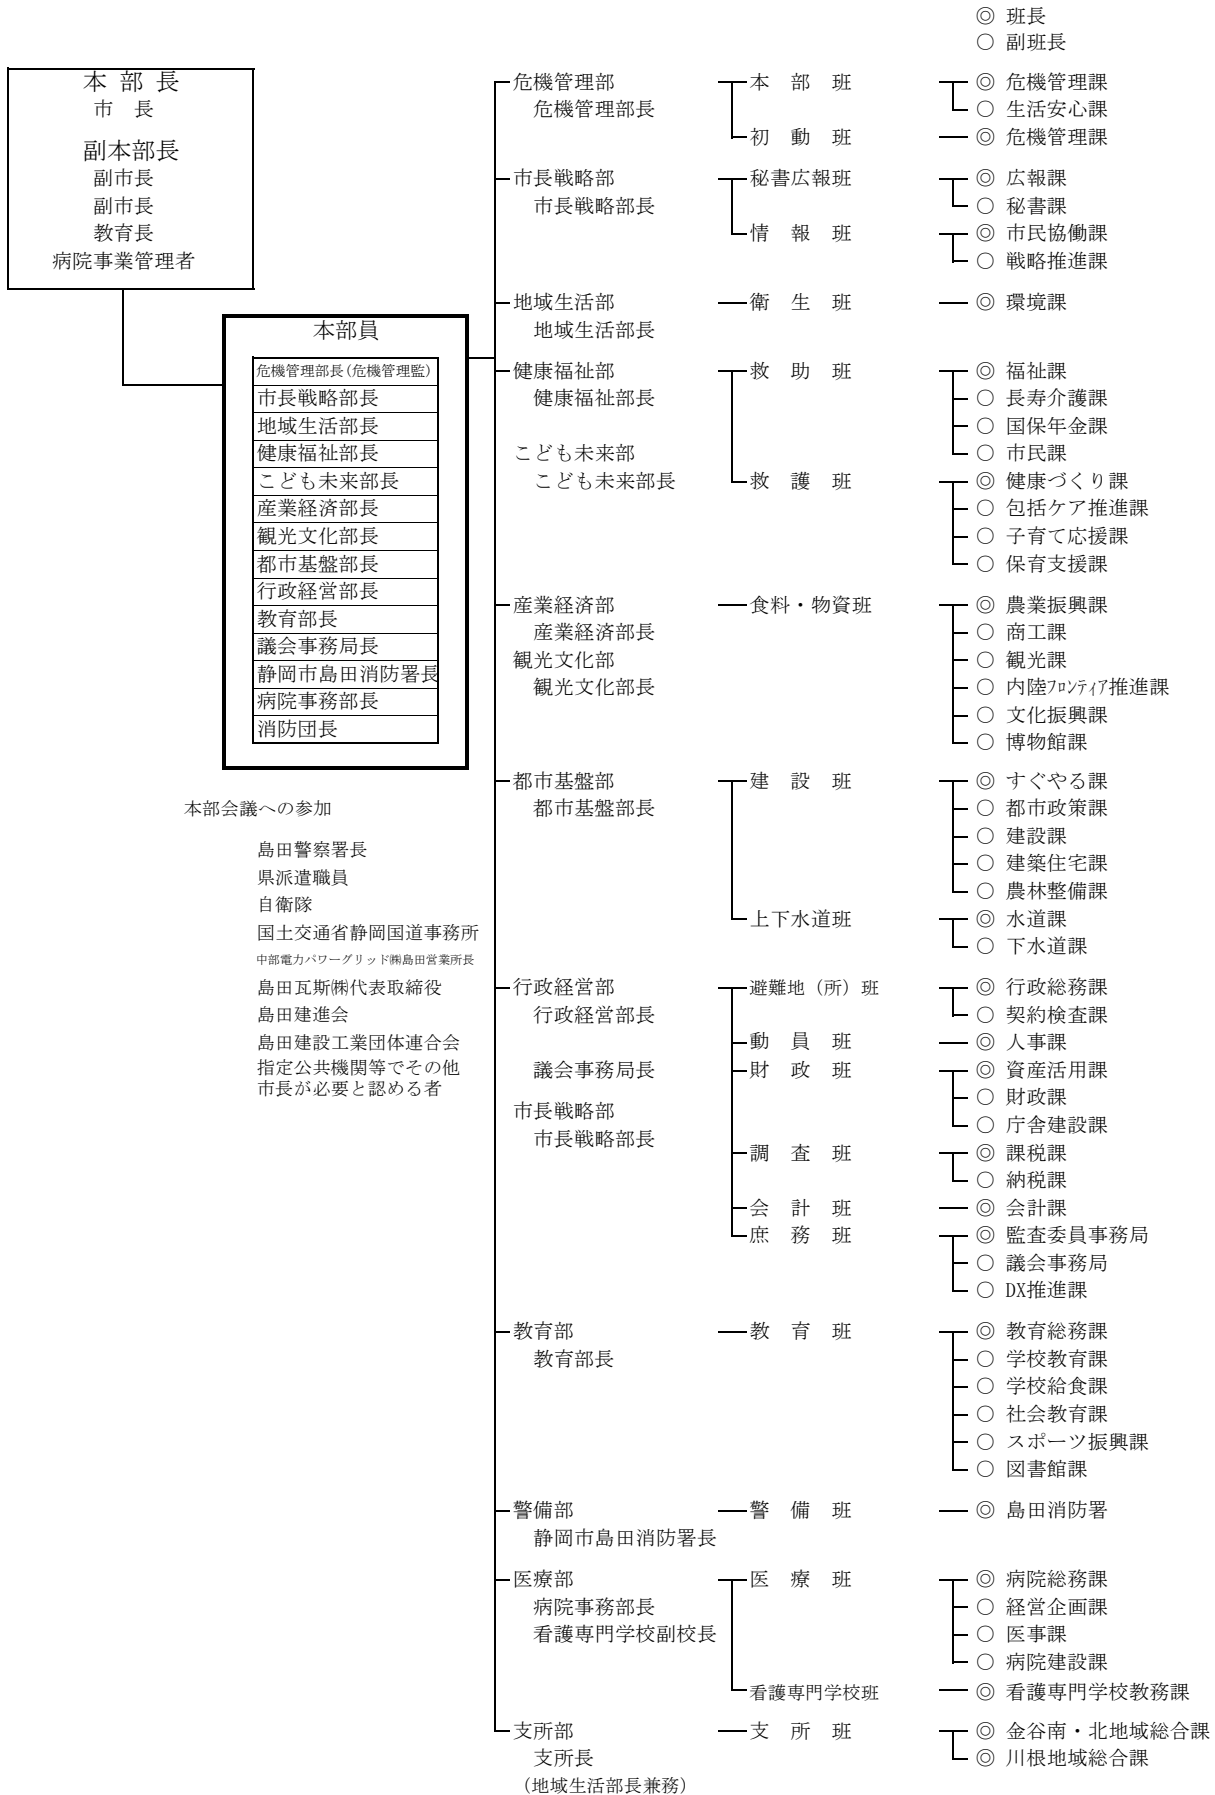 ◎ 班長
○ 副班長
本 部 長
市 長
副本部長
副市長
副市長
教育長
病院事業管理者
本部員
危機管理部長(危機管理監)
市長戦略部長
地域生活部長
健康福祉部長
こども未来部長
産業経済部長
観光文化部長
都市基盤部長
行政経営部長
教育部長
議会事務局長
静岡市島田消防署長
病院事務部長
消防団長
本部会議への参加
島田警察署長
県派遣職員
自衛隊
国土交通省静岡国道事務所
中部電力パワーグリッド㈱島田営業所長
島田瓦斯㈱代表取締役
島田建進会
島田建設工業団体連合会
指定公共機関等でその他
市長が必要と認める者
危機管理部 本 部 班 ◎ 危機管理課
危機管理部長 ○ 生活安心課
初 動 班 ◎ 危機管理課
市長戦略部 秘書広報班 ◎ 広報課
市長戦略部長 ○ 秘書課
情 報 班 ◎ 市民協働課
○ 戦略推進課
地域生活部 衛 生 班 ◎ 環境課
地域生活部長
健康福祉部 救 助 班 ◎ 福祉課
健康福祉部長 ○ 長寿介護課
○ 国保年金課
こども未来部 ○ 市民課
こども未来部長 救 護 班 ◎ 健康づくり課
○ 包括ケア推進課
○ 子育て応援課
○ 保育支援課
産業経済部 食料・物資班 ◎ 農業振興課
産業経済部長 ○ 商工課
観光文化部 ○ 観光課
観光文化部長 ○ 内陸ﾌﾛﾝﾃｨｱ推進課
○ 文化振興課
○ 博物館課
都市基盤部 建 設 班 ◎ すぐやる課
都市基盤部長 ○ 都市政策課
○ 建設課
○ 建築住宅課
○ 農林整備課
上下水道班 ◎ 水道課
○ 下水道課
行政経営部 避難地（所）班 ◎ 行政総務課
行政経営部長 ○ 契約検査課
動 員 班 ◎ 人事課
議会事務局長 財 政 班 ◎ 資産活用課
○ 財政課
市長戦略部 ○ 庁舎建設課
市長戦略部長
調 査 班 ◎ 課税課
○ 納税課
会 計 班 ◎ 会計課
庶 務 班 ◎ 監査委員事務局
○ 議会事務局
○ DX推進課
教育部 教 育 班 ◎ 教育総務課
教育部長 ○ 学校教育課
○ 学校給食課
○ 社会教育課
○ スポーツ振興課
○ 図書館課
警備部 警 備 班 ◎ 島田消防署
静岡市島田消防署長
医療部 医 療 班 ◎ 病院総務課
病院事務部長 ○ 経営企画課
看護専門学校副校長 ○ 医事課
○ 病院建設課
看護専門学校班 ◎ 看護専門学校教務課
支所部 支 所 班 ◎ 金谷南・北地域総合課
支所長 ◎ 川根地域総合課
（地域生活部長兼務）